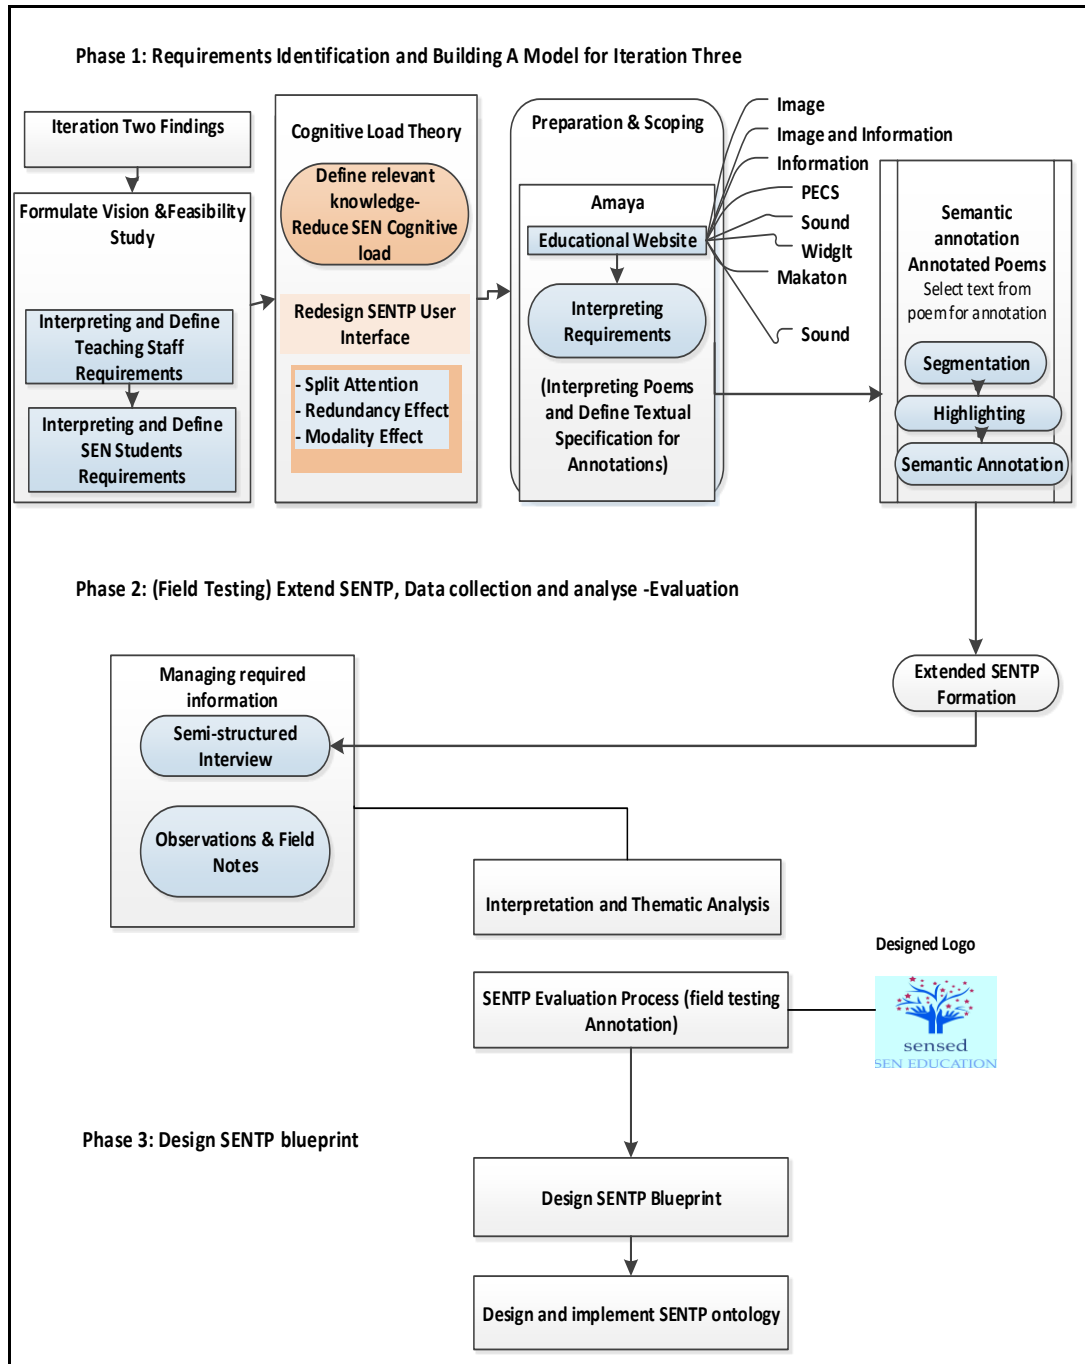 Phase 1: Requirements Identification and Building A Model for Iteration Three
Iteration Two Findings
Formulate Vision &Feasibility
Study
Interpreting and Define
Teaching Staff
Requirements
Interpreting and Define
SEN Students
Requirements
Cognitive Load Theory
Define relevant
knowledge-
Reduce SEN Cognitive
load
Redesign SENTP User
Interface
- Split Attention
- Redundancy Effect
- Modality Effect
Preparation & Scoping
Amaya
Educational Website
Interpreting
Requirements
(Interpreting Poems
and Define Textual
Specification for
Annotations)
Image
Image and Information
Information
PECS
Sound
WidgIt
Makaton
Sound
Semantic
annotation
Annotated Poems
Select text from
poem for annotation
Segmentation
Highlighting
Semantic Annotation
Phase 2: (Field Testing) Extend SENTP, Data collection and analyse -Evaluation
Extended SENTP
Formation
Managing required
information
Semi-structured
Interview
Observations & Field
Notes
Interpretation and Thematic Analysis
Designed Logo
SENTP Evaluation Process (field testing
Annotation)
sensed
SEN EDUCATION
Phase 3: Design SENTP blueprint
Design SENTP Blueprint
Design and implement SENTP ontology